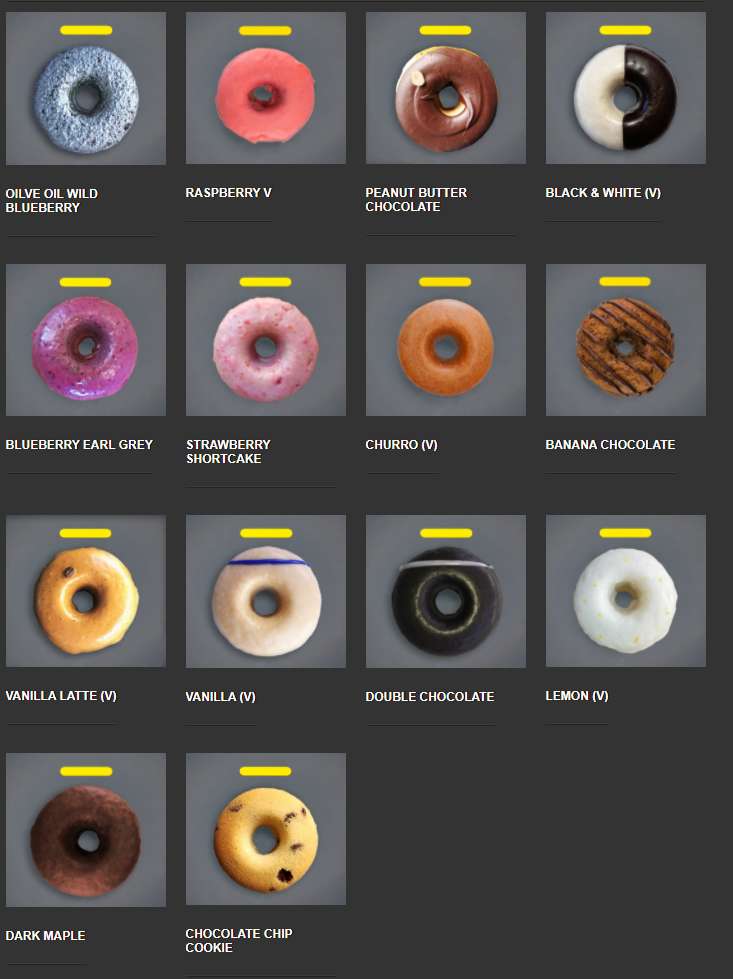 OILVE OIL WILD
BLUEBERRY
RASPBERRY V
PEANUT BUTTER
CHOCOLATE
BLACK & WHITE (V)
BLUEBERRY EARL GREY
STRAWBERRY
SHORTCAKE
CHURRO (V)
BANANA CHOCOLATE
VANILLA LATTE (V)
VANILLA (V)
DOUBLE CHOCOLATE
LEMON (V)
DARK MAPLE
CHOCOLATE CHIP
COOKIE